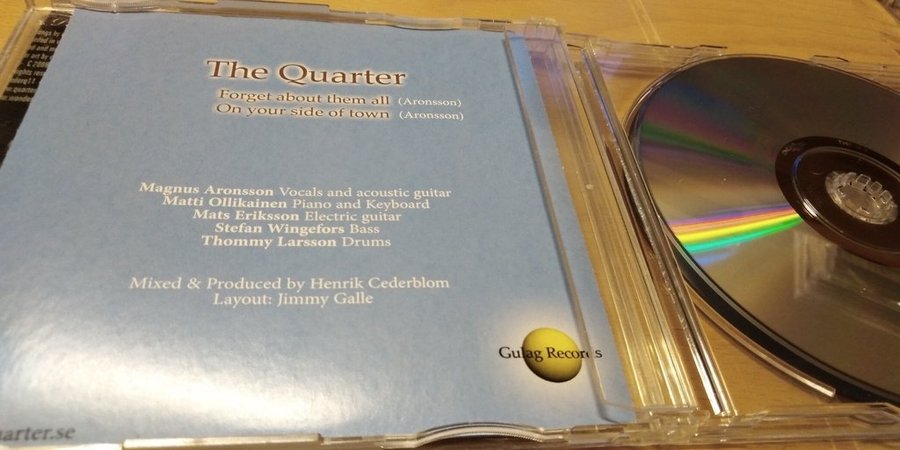 The Quarter
Forget about them all (Aronsson)
On your side of town (Aronsson)
Magnus Aronsson Vocals and acoustic guitar
Matti Ollikainen Piano and Keyboard
Mats Eriksson Electric guitar
Stefan Wingefors Bass
Thommy Larsson Drums
Mixed & Produced by Henrik Cederblom
Layout: Jimmy Galle
Gulag Records
arter.se